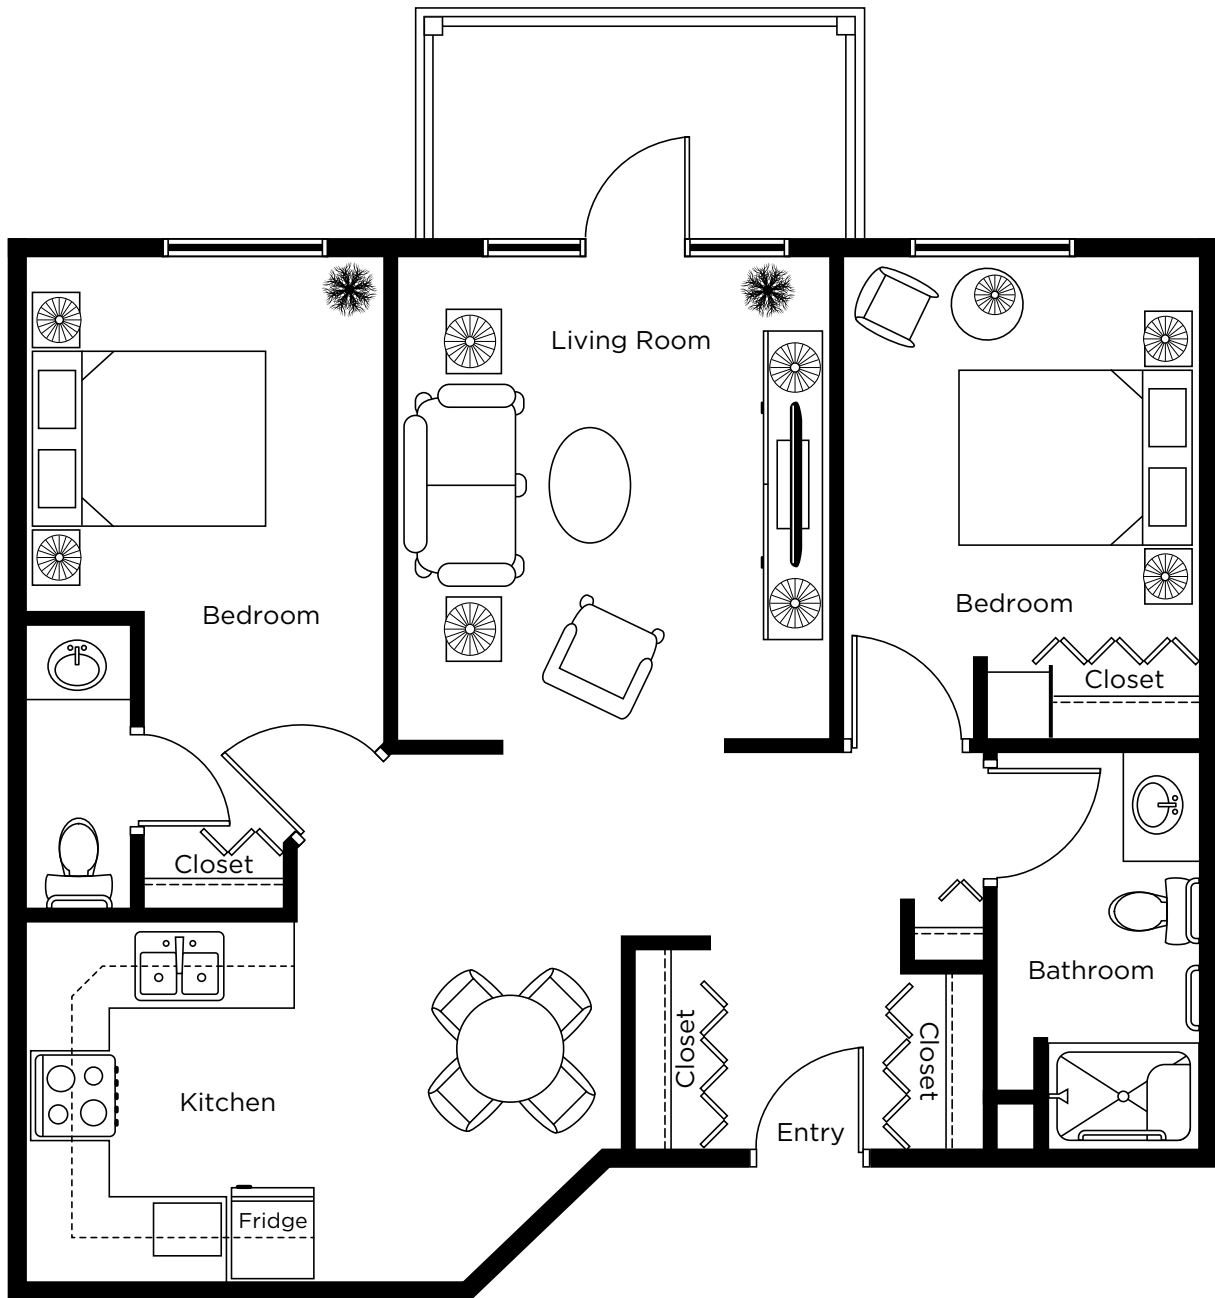 Living Room
Bedroom
Bedroom
Closet
Closet
Bathroom
Closet
Closet
Kitchen
Entry
Fridge